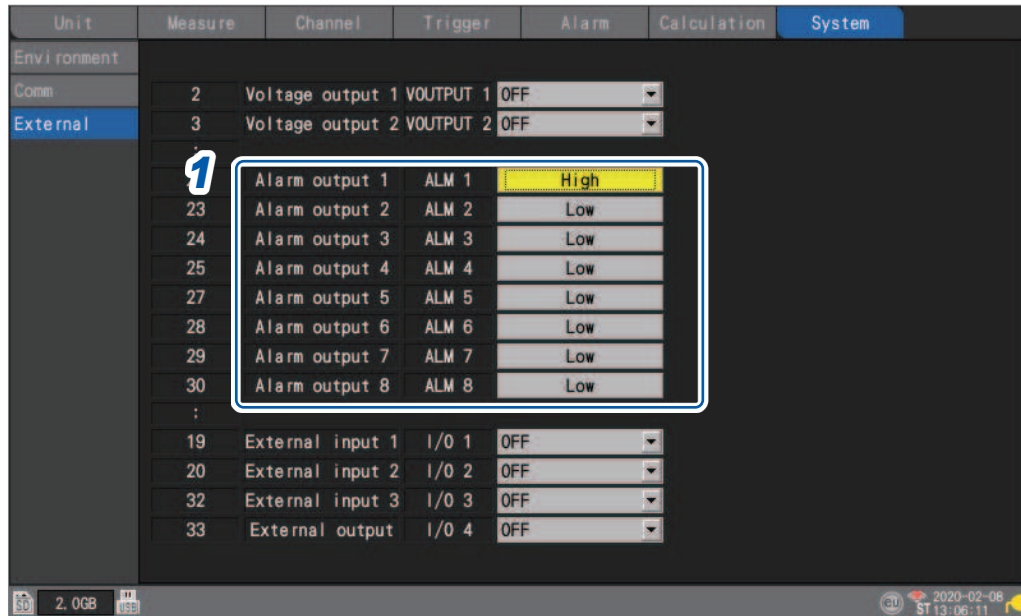 Unit Measure Channel Trigger Alarm Calculation System
Environment
Comm
External
2 Voltage output 1 VOUTPUT 1 OFF
3 Voltage output 2 VOUTPUT 2 OFF
:
1
Alarm output 1 ALM 1 High
23 Alarm output 2 ALM 2 Low
24 Alarm output 3 ALM 3 Low
25 Alarm output 4 ALM 4 Low
27 Alarm output 5 ALM 5 Low
28 Alarm output 6 ALM 6 Low
29 Alarm output 7 ALM 7 Low
30 Alarm output 8 ALM 8 Low
:
19 External input 1 I/O 1 OFF
20 External input 2 I/O 2 OFF
32 External input 3 I/O 3 OFF
33 External output I/O 4 OFF
SD 2.0GB USB EU 2020-02-08
ST 13:06:11